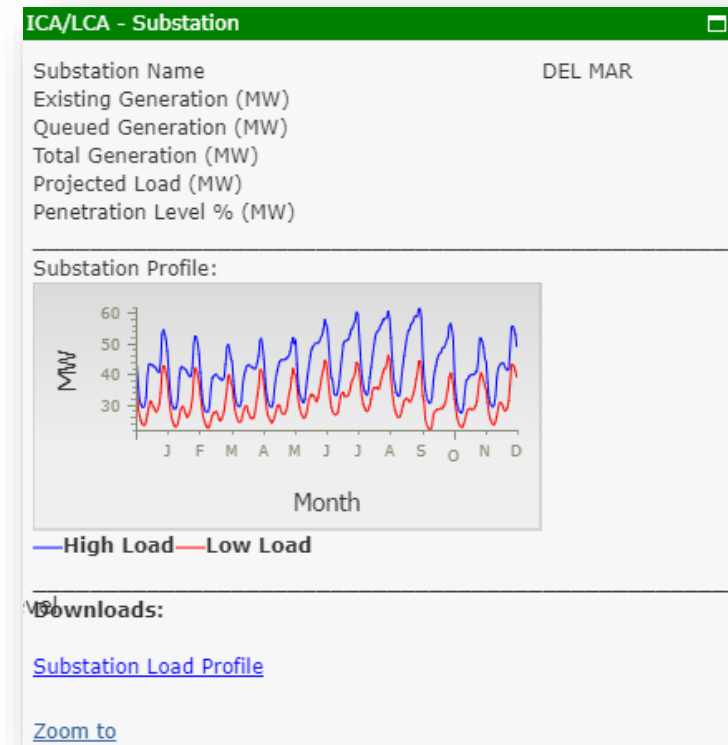 ICA/LCA - Substation
Substation Name DEL MAR
Existing Generation (MW)
Queued Generation (MW)
Total Generation (MW)
Projected Load (MW)
Penetration Level % (MW)
Substation Profile:
60
50
40
30
MW
J F M A M J J A S O N D
Month
High Load Low Load
Downloads:
Substation Load Profile
Zoom to